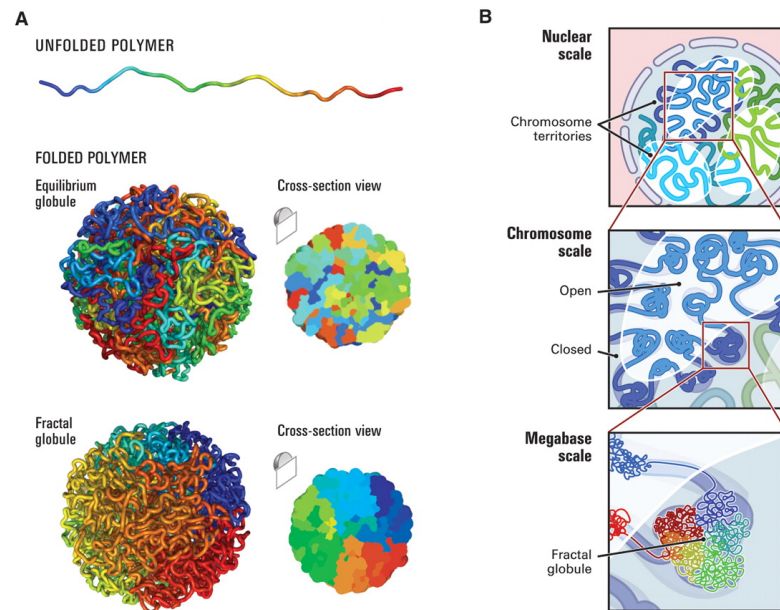 A
UNFOLDED POLYMER
FOLDED POLYMER
Equilibrium
globule
Cross-section view
Fractal
globule
Cross-section view
B
Nuclear
scale
Chromosome
territories
Chromosome
scale
Open
Closed
Megabase
scale
Fractal
globule